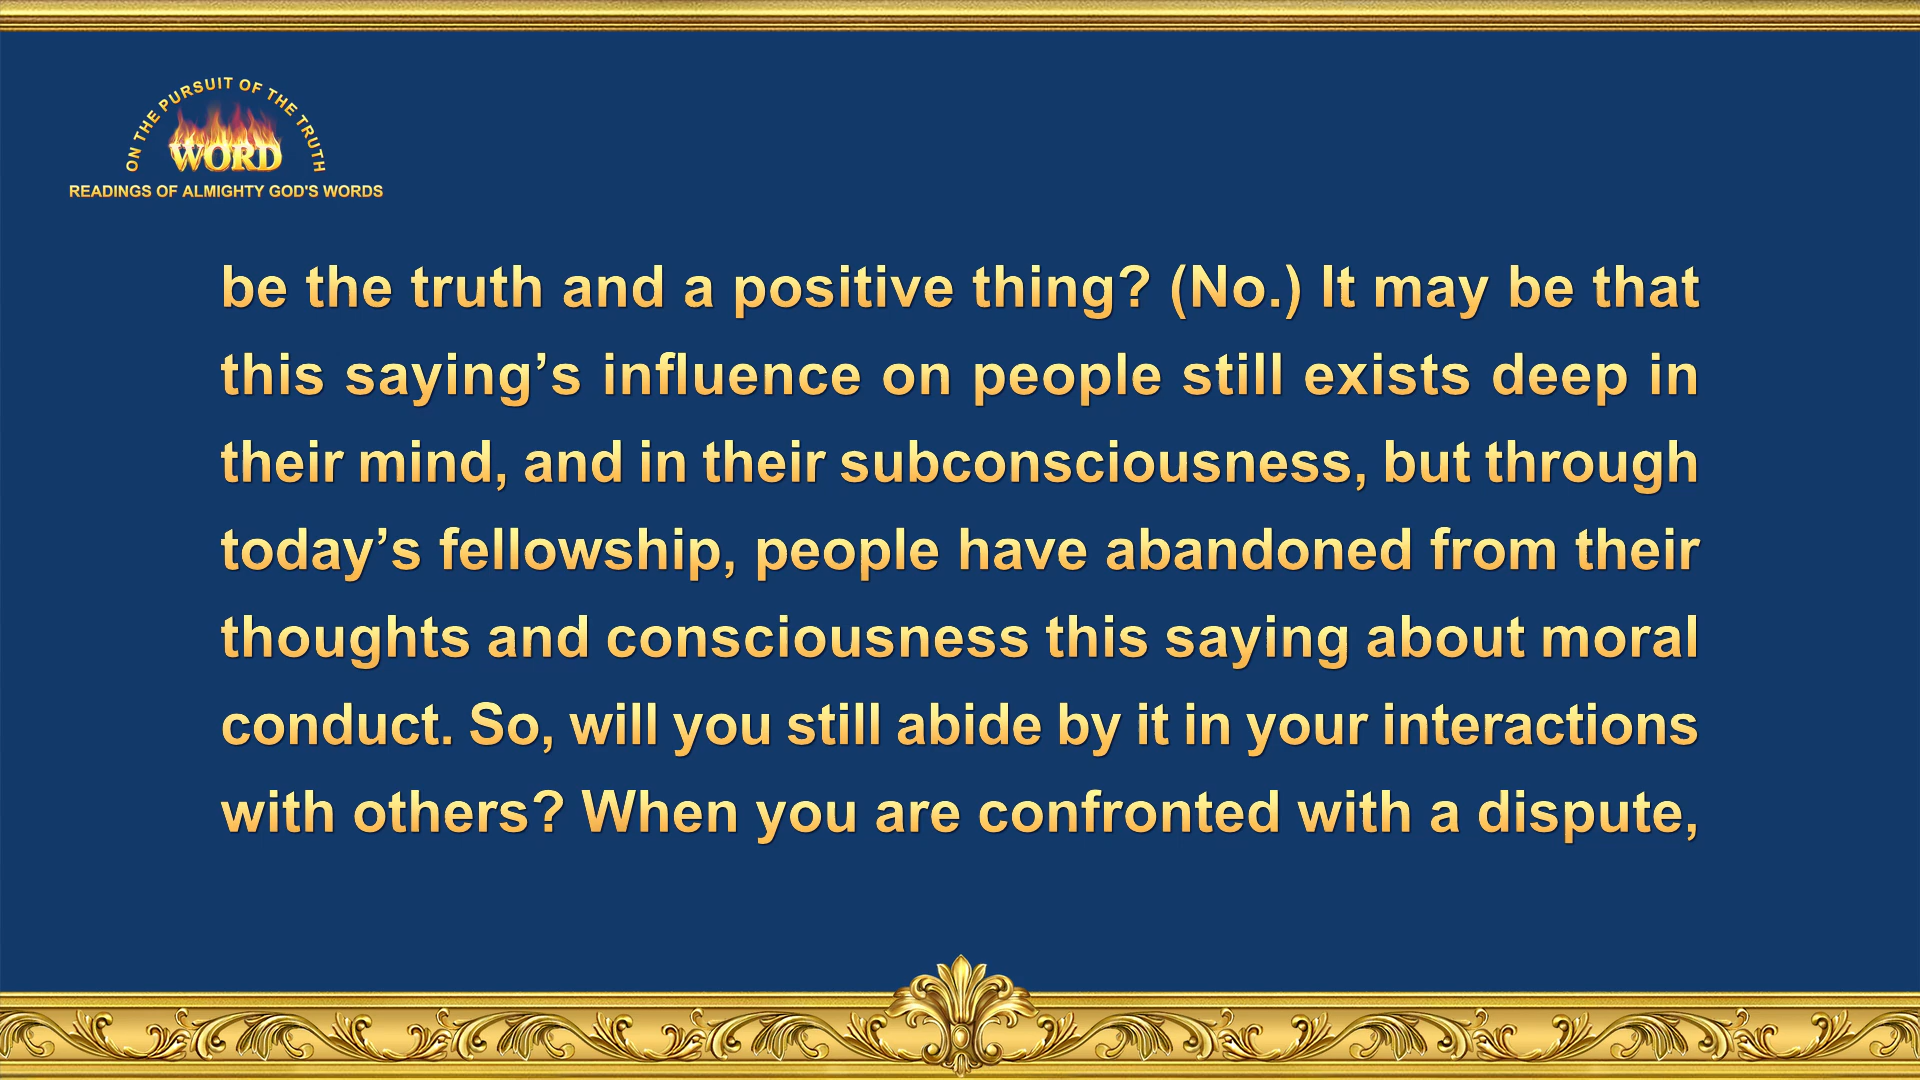 ON THE PURSUIT OF THE TRUTH
WORD
READINGS OF ALMIGHTY GOD'S WORDS
be the truth and a positive thing? (No.) It may be that
this saying’s influence on people still exists deep in
their mind, and in their subconsciousness, but through
today’s fellowship, people have abandoned from their
thoughts and consciousness this saying about moral
conduct. So, will you still abide by it in your interactions
with others? When you are confronted with a dispute,